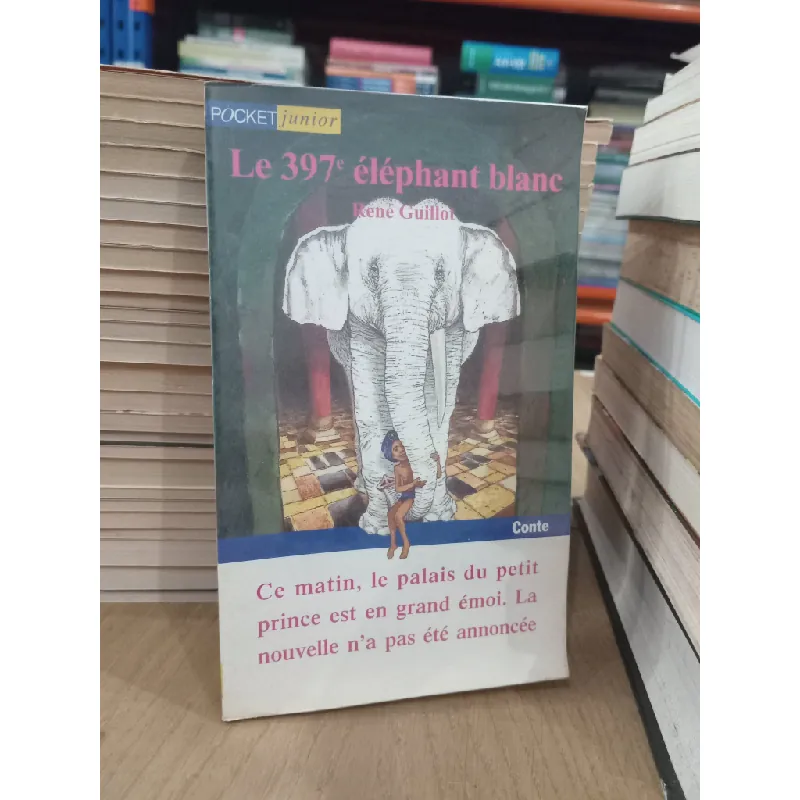 POCKET junior
Le 397e éléphant blanc
René Guillot
Conte
Ce matin, le palais du petit
prince est en grand émoi. La
nouvelle n'a pas été annoncée